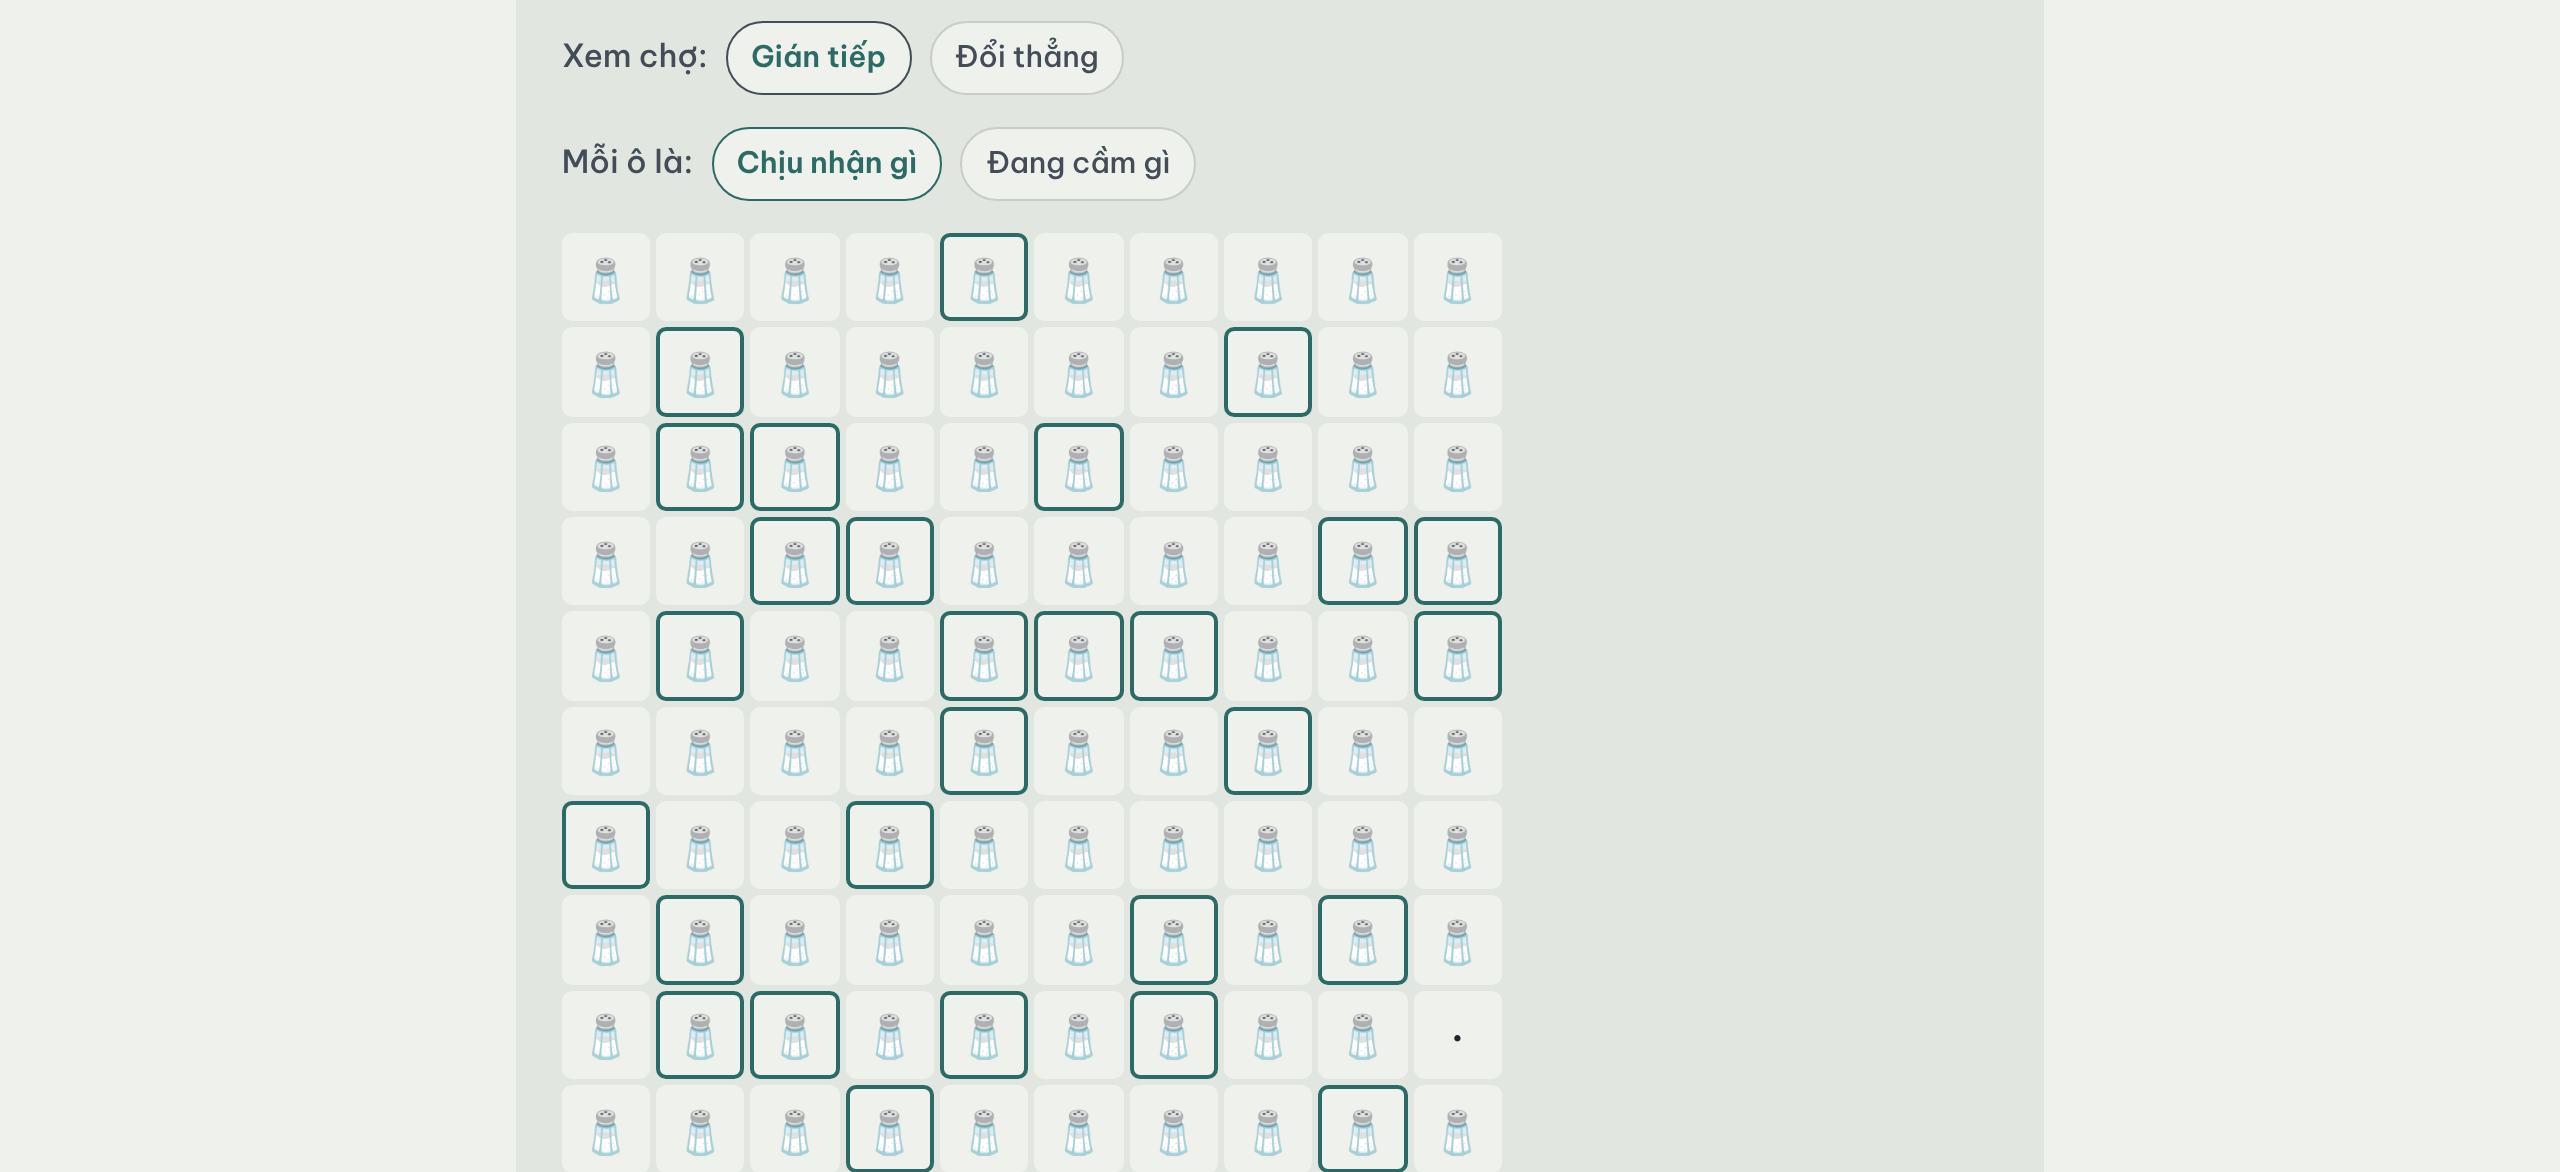 Xem chợ: Gián tiếp Đổi thẳng
Mỗi ô là: Chịu nhận gì Đang cầm gì